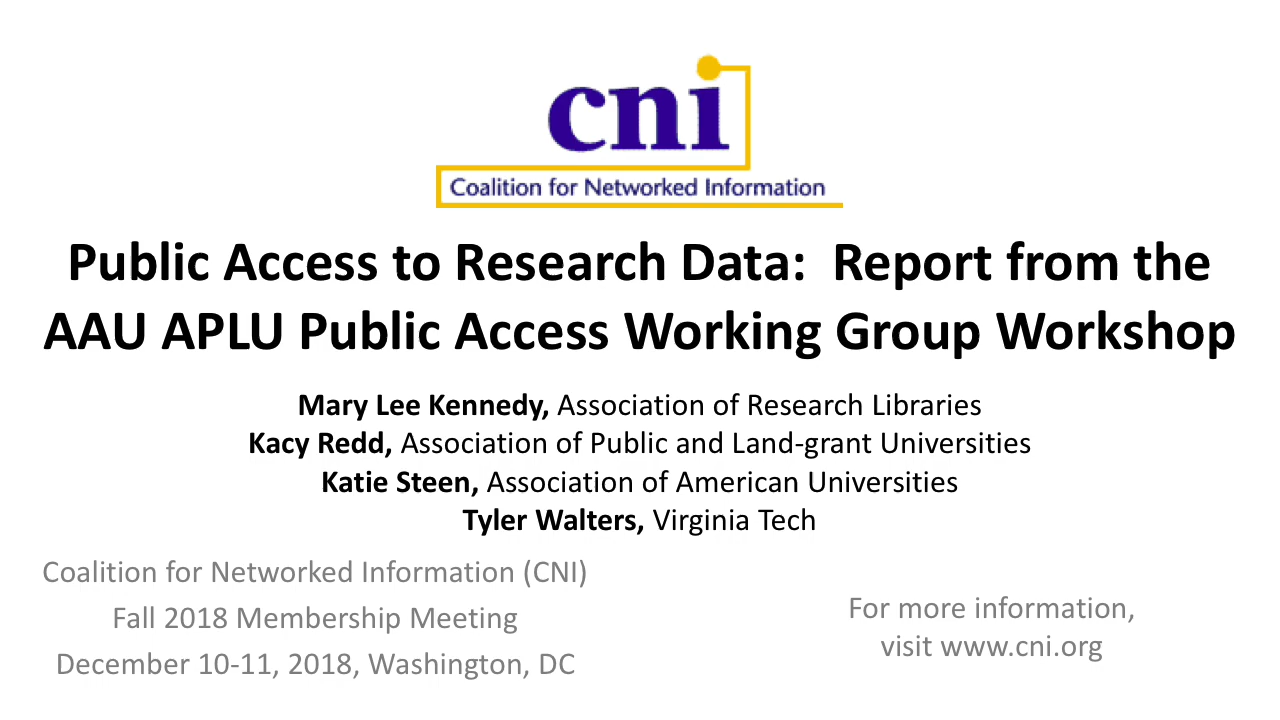 cni
Coalition for Networked Information
Public Access to Research Data:  Report from the
AAU APLU Public Access Working Group Workshop
Mary Lee Kennedy, Association of Research Libraries
Kacy Redd, Association of Public and Land-grant Universities
Katie Steen, Association of American Universities
Tyler Walters, Virginia Tech
Coalition for Networked Information (CNI)
Fall 2018 Membership Meeting
December 10-11, 2018, Washington, DC
For more information,
visit www.cni.org